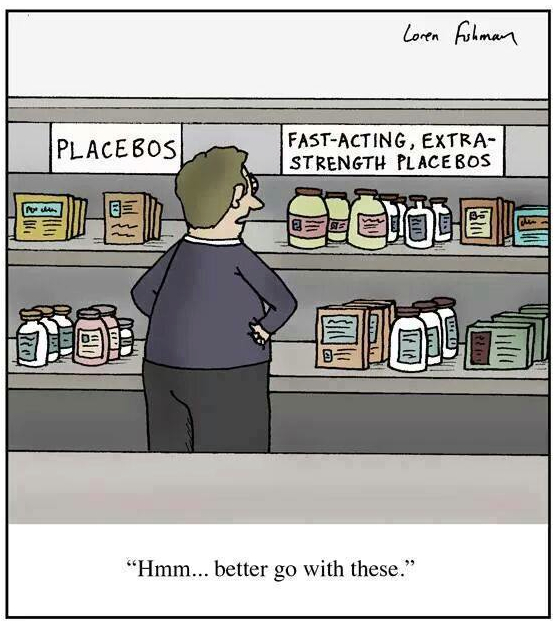 Loren Fishman
PLACEBOS
FAST-ACTING, EXTRA-
STRENGTH PLACEBOS
“Hmm... better go with these.”